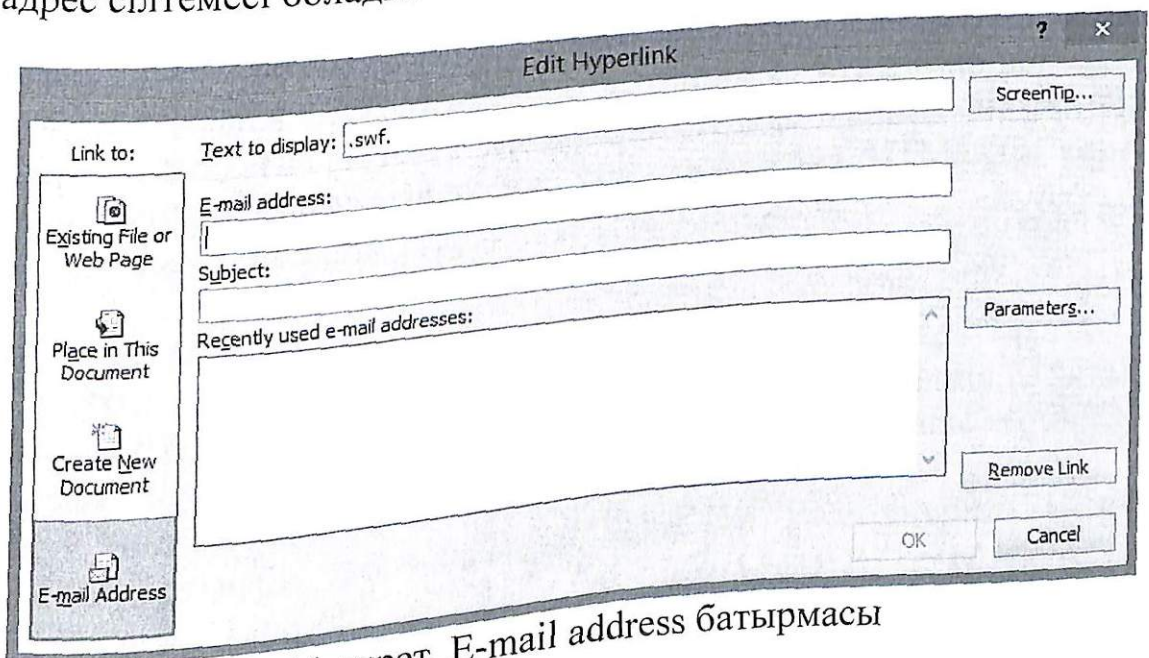 адрес сілтемесі
Edit Hyperlink
? ×
Link to:
Text to display: .swf.
ScreenTip...
Existing File or
Web Page
E-mail address:
Subject:
Place in This
Document
Recently used e-mail addresses:
Parameters...
Create New
Document
Remove Link
E-mail Address
OK
Cancel
E-mail address батырмасы